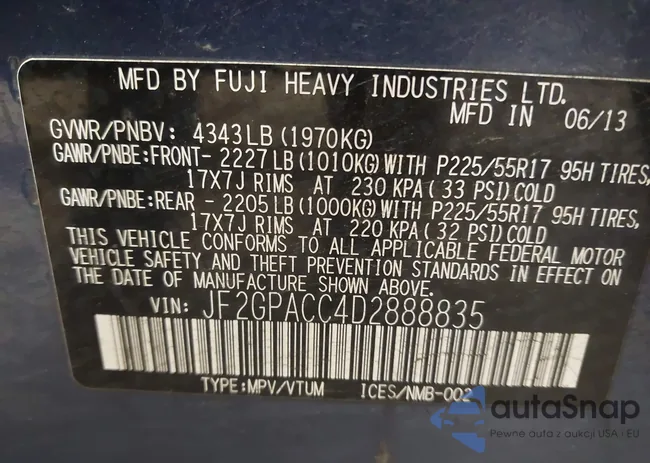 MFD BY FUJI HEAVY INDUSTRIES LTD.
MFD IN 06/13
GVWR/PNBV: 4343LB (1970KG)
GAWR/PNBE:FRONT- 2227LB(1010KG)WITH P225/55R17 95H TIRES,
17X7J RIMS AT 230 KPA( 33 PSI)COLD
GAWR/PNBE:REAR - 2205LB(1000KG)WITH P225/55R17 95H TIRES,
17X7J RIMS AT 220 KPA( 32 PSI)COLD
THIS VEHICLE CONFORMS TO ALL APPLICABLE FEDERAL MOTOR
VEHICLE SAFETY AND THEFT PREVENTION STANDARDS IN EFFECT ON
THE DATE OF MANUFACTURE SHOWN ABOVE.
VIN: JF2GPACC4D2888835
TYPE:MPV/VTUM ICES/NMB-002
autaSnap
Pewne auta z aukcji USA - EU